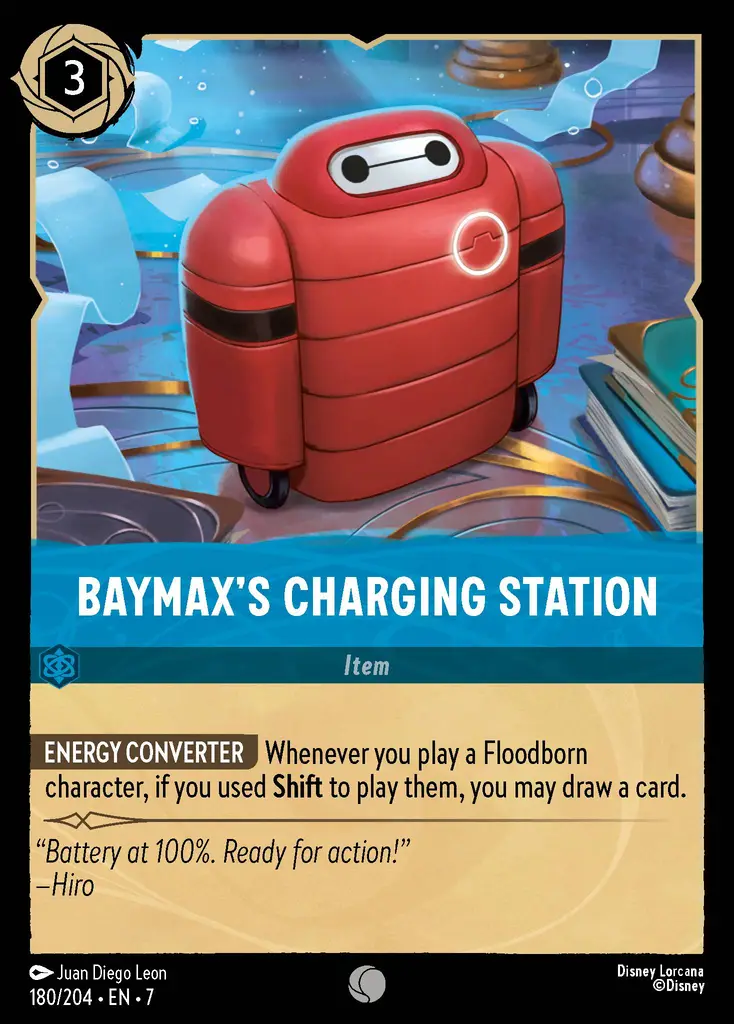 3
BAYMAX’S CHARGING STATION
Item
ENERGY CONVERTER Whenever you play a Floodborn
character, if you used Shift to play them, you may draw a card.
“Battery at 100%. Ready for action!”
–Hiro
Juan Diego Leon
180/204 • EN • 7
Disney Lorcana
©Disney